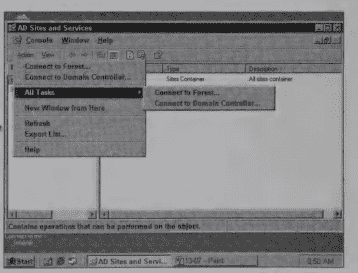 AD Sites and Services
Console Window Help
Action View
Type Description
Connect to Forest...
Connect to Domain Controller...
Sites Container All sites container
All Tasks
Connect to Forest...
Connect to Domain Controller...
New Window from Here
Refresh
Export List...
Help
Contains operations that can be performed on the object.
Start AD Sites and Servi... 13-07 - Paint 8:50 AM